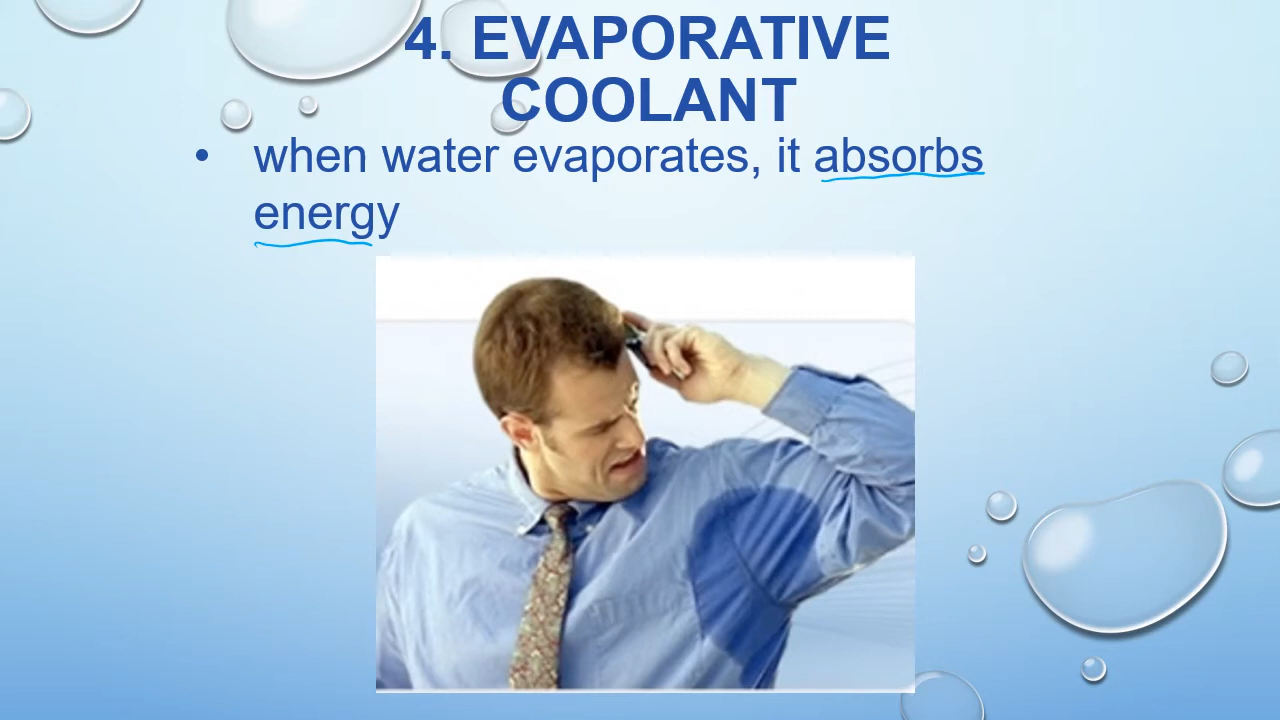 4. EVAPORATIVE
COOLANT
• when water evaporates, it absorbs
energy